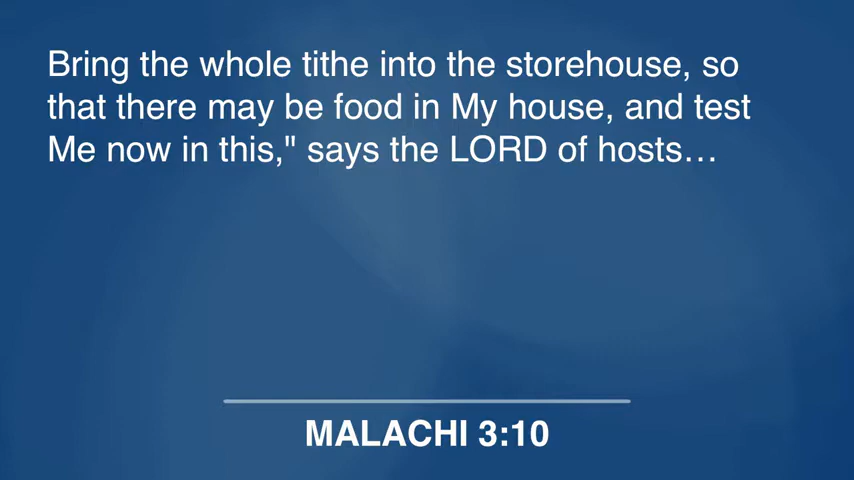 Bring the whole tithe into the storehouse, so
that there may be food in My house, and test
Me now in this," says the LORD of hosts…
MALACHI 3:10